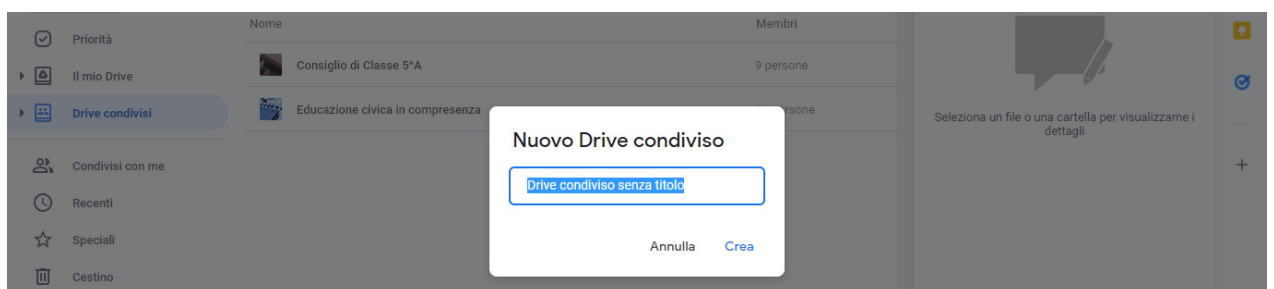 Priorità
Il mio Drive
Drive condivisi
Condivisi con me
Recenti
Speciali
Cestino
Nome
Membri
Consiglio di Classe 5^A
9 persone
Educazione civica in compresenza
Nuovo Drive condiviso
Drive condiviso senza titolo
Annulla
Crea
Seleziona un file o una cartella per visualizzarne i
dettagli